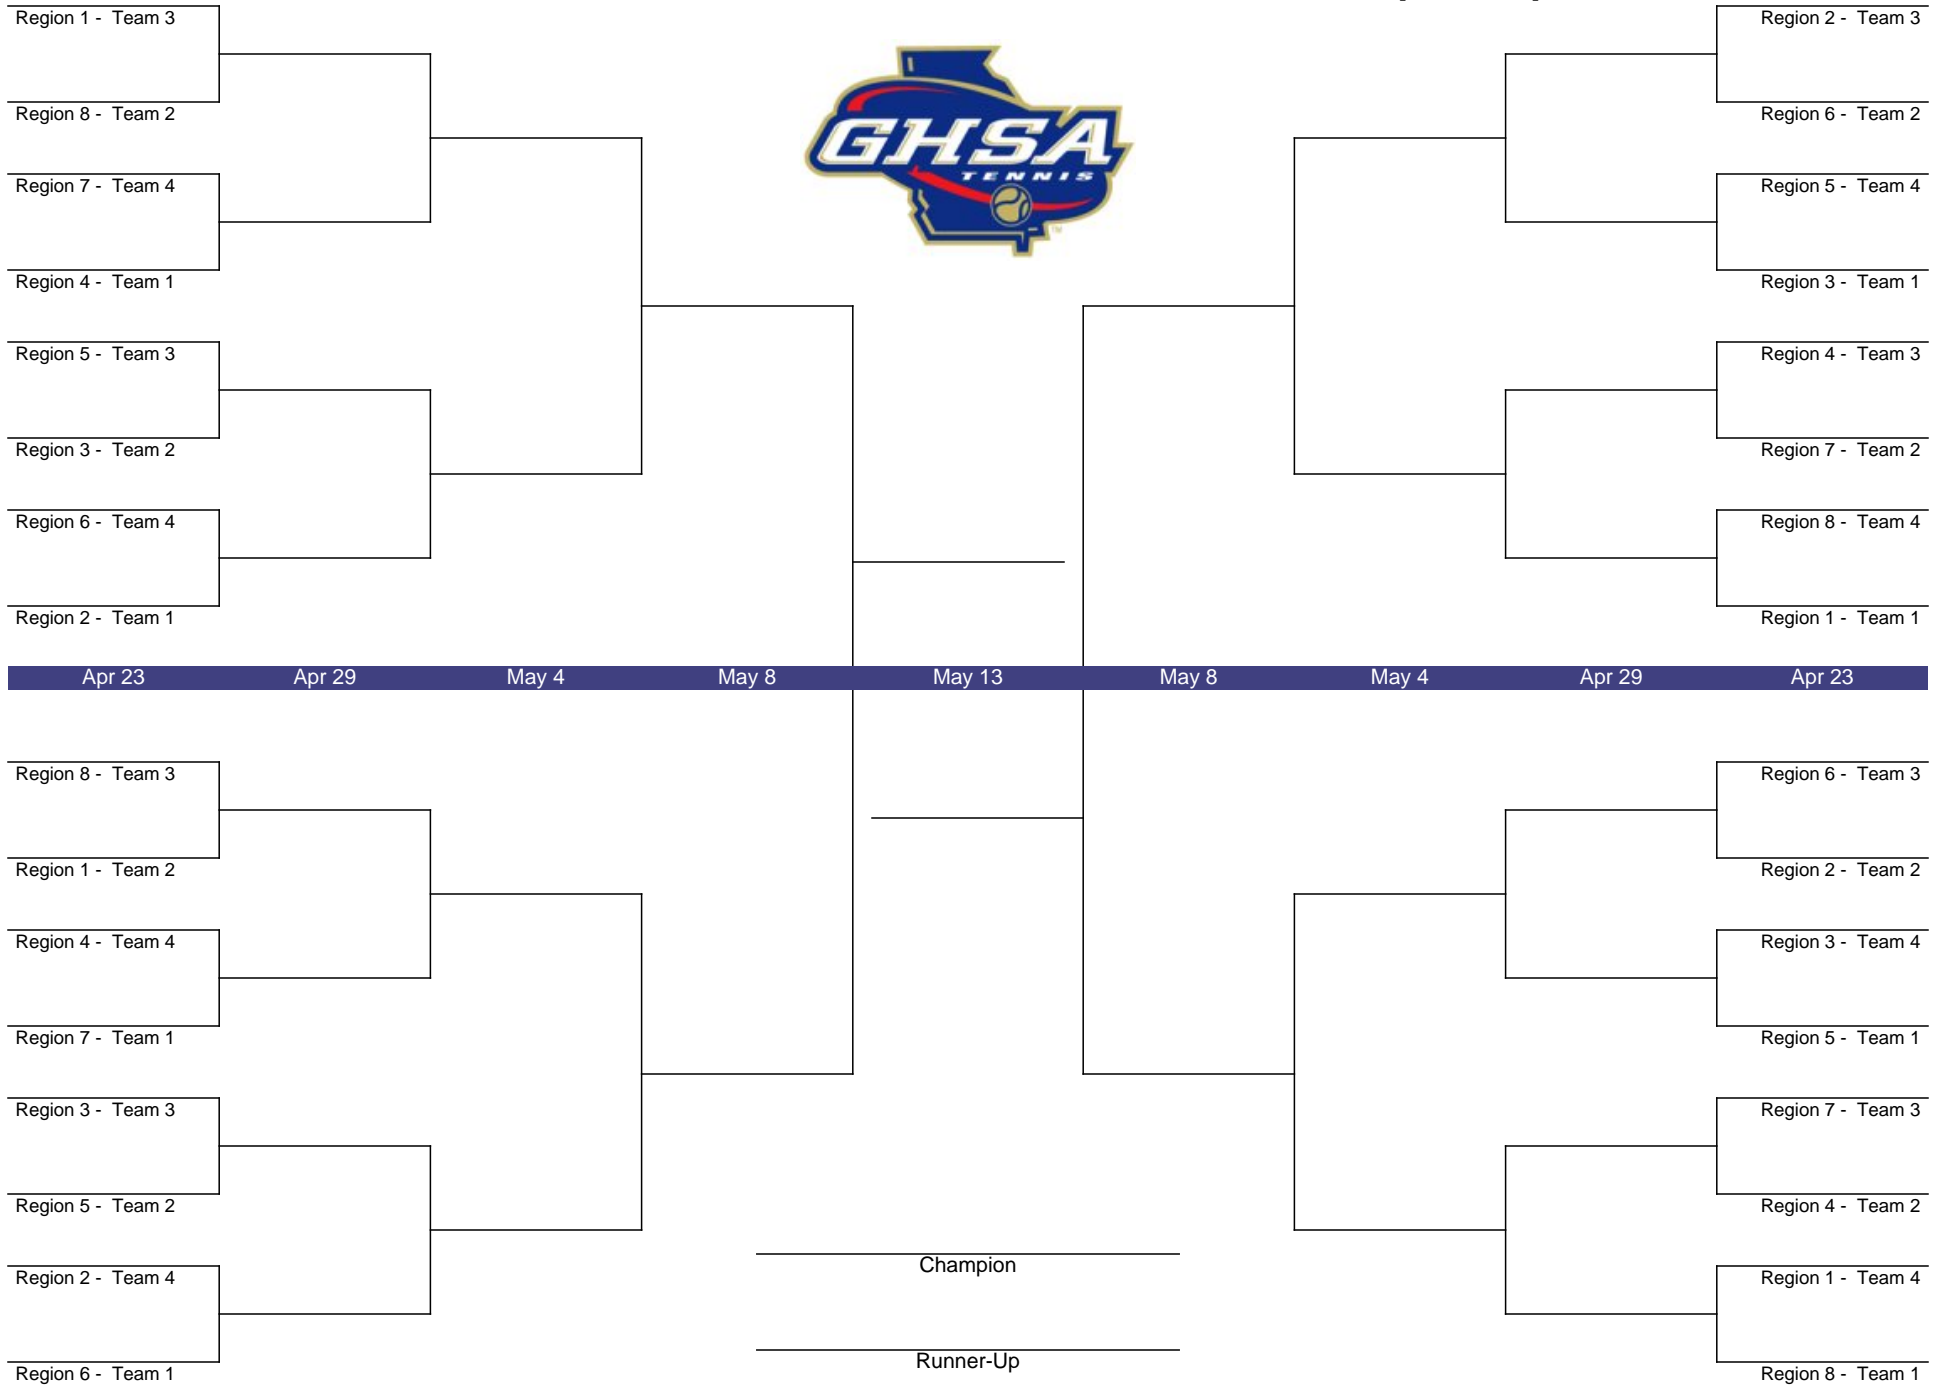 Region 1 - Team 3
Region 8 - Team 2
Region 7 - Team 4
Region 4 - Team 1
Region 5 - Team 3
Region 3 - Team 2
Region 6 - Team 4
Region 2 - Team 1
GHSA
TENNIS
TM
Region 2 - Team 3
Region 6 - Team 2
Region 5 - Team 4
Region 3 - Team 1
Region 4 - Team 3
Region 7 - Team 2
Region 8 - Team 4
Region 1 - Team 1
Apr 23 Apr 29 May 4 May 8 May 13 May 8 May 4 Apr 29 Apr 23
Region 8 - Team 3
Region 1 - Team 2
Region 4 - Team 4
Region 7 - Team 1
Region 3 - Team 3
Region 5 - Team 2
Region 2 - Team 4
Region 6 - Team 1
Champion
Runner-Up
Region 6 - Team 3
Region 2 - Team 2
Region 3 - Team 4
Region 5 - Team 1
Region 7 - Team 3
Region 4 - Team 2
Region 1 - Team 4
Region 8 - Team 1